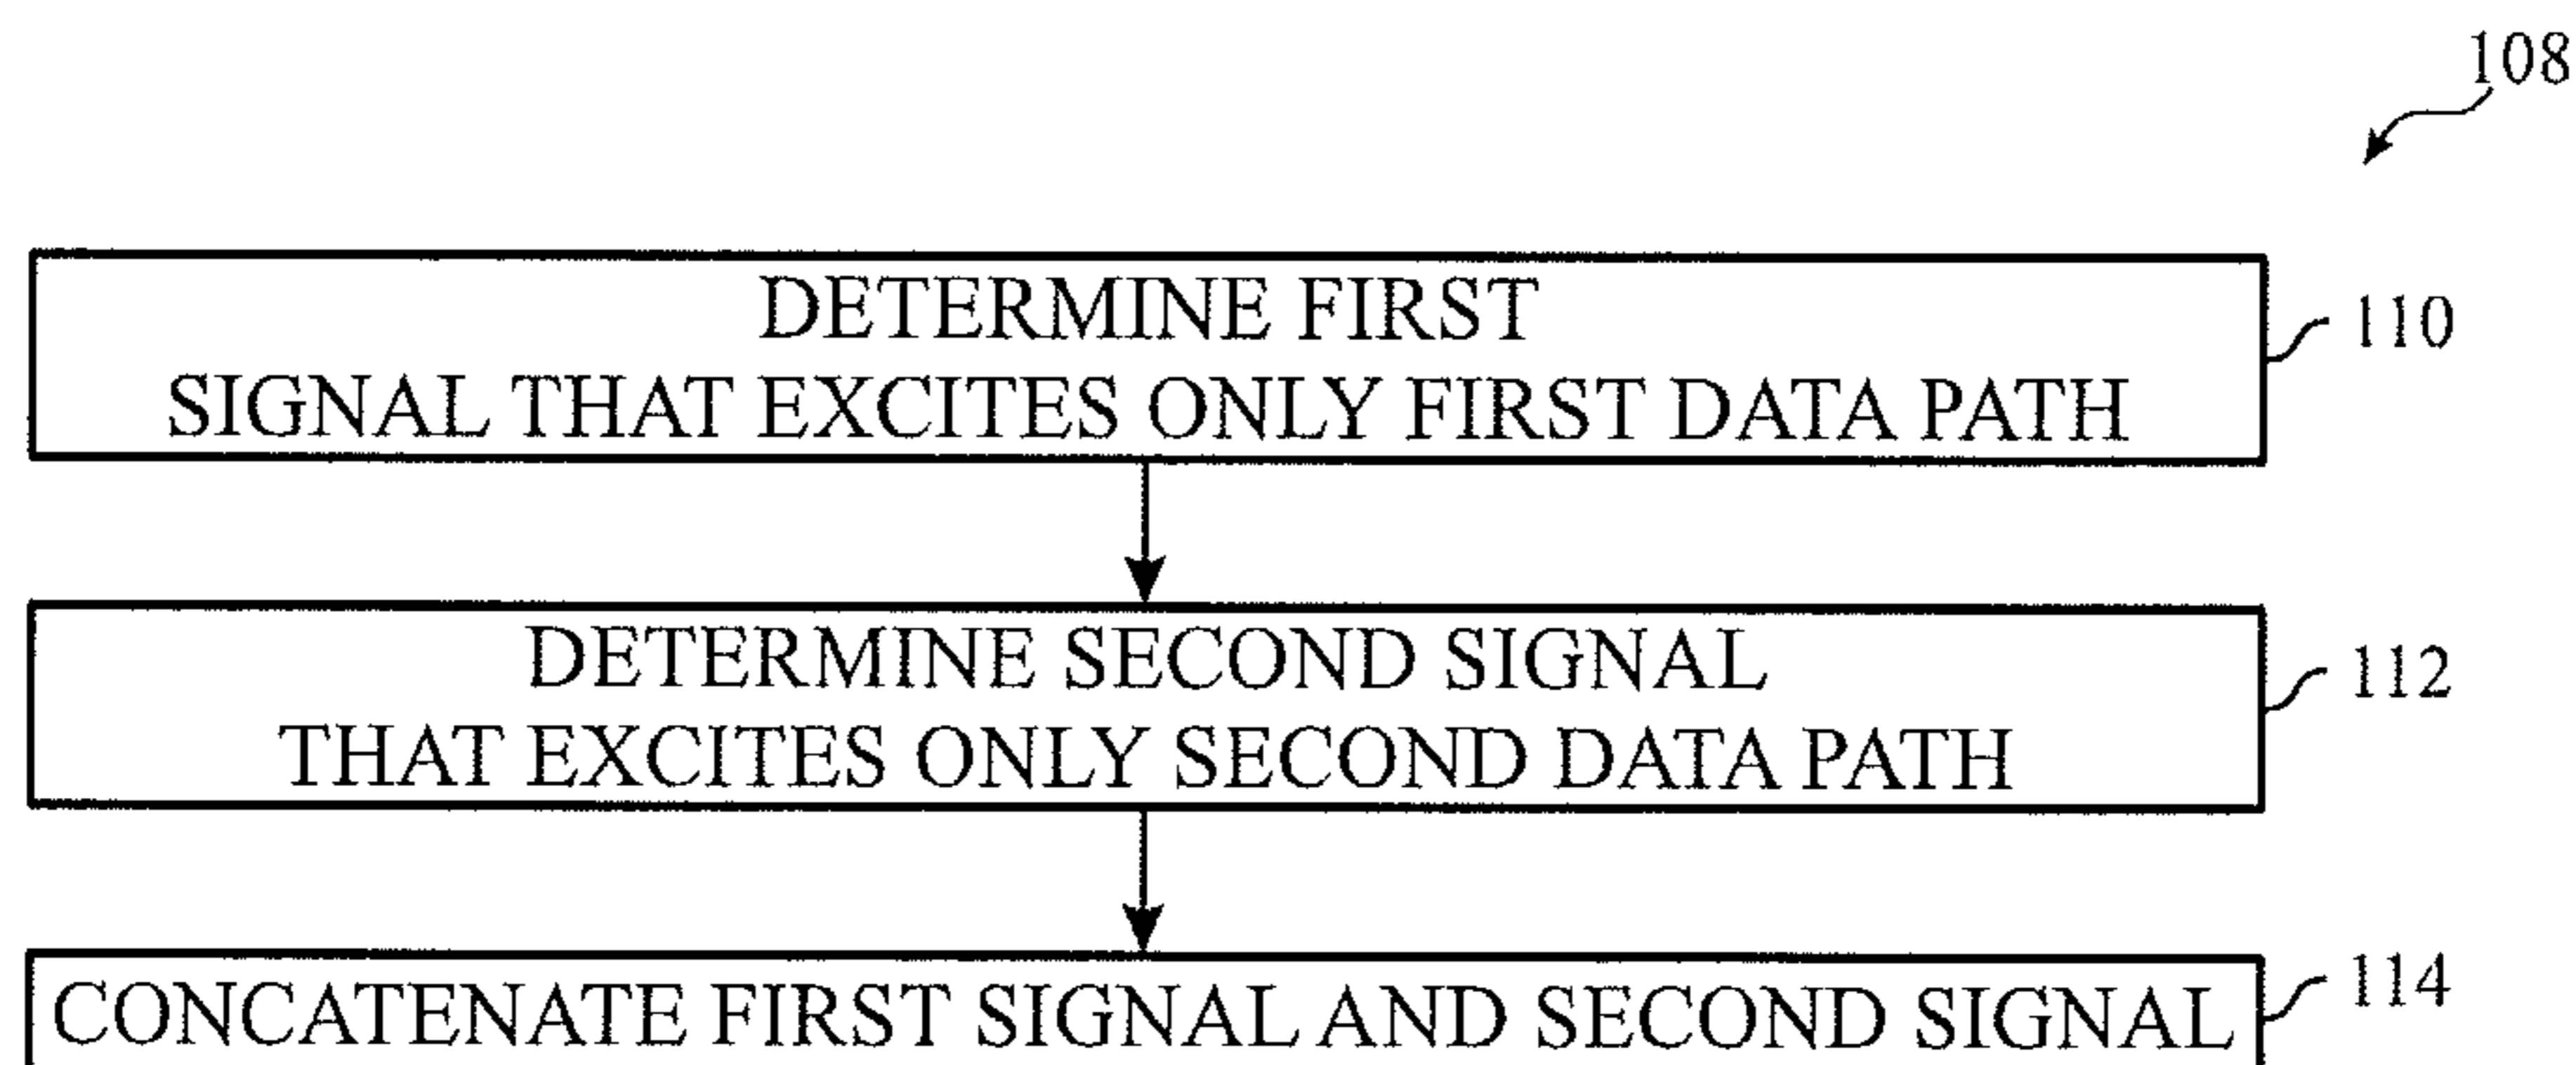 108
DETERMINE FIRST
SIGNAL THAT EXCITES ONLY FIRST DATA PATH
110
DETERMINE SECOND SIGNAL
THAT EXCITES ONLY SECOND DATA PATH
112
CONCATENATE FIRST SIGNAL AND SECOND SIGNAL
114